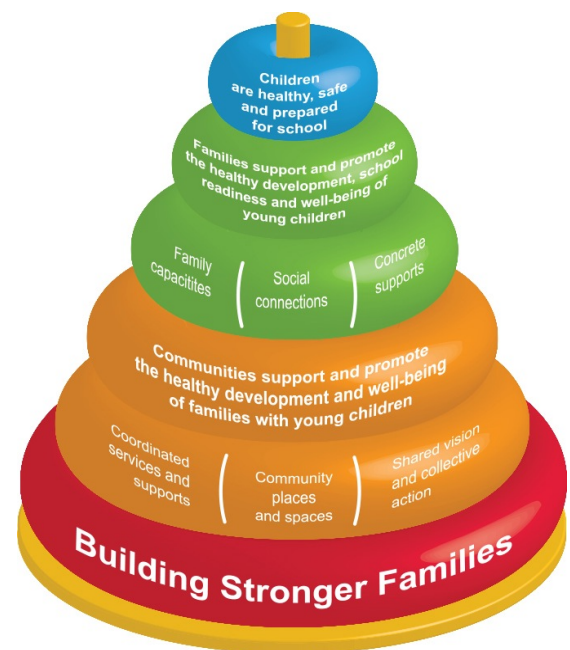 Children
are healthy, safe
and prepared
for school
Families support and promote
the healthy development, school
readiness and well-being of
young children
Family
capacitites
Social
connections
Concrete
supports
Communities support and promote
the healthy development and well-being
of families with young children
Coordinated
services and
supports
Community
places
and spaces
Shared vision
and collective
action
Building Stronger Families